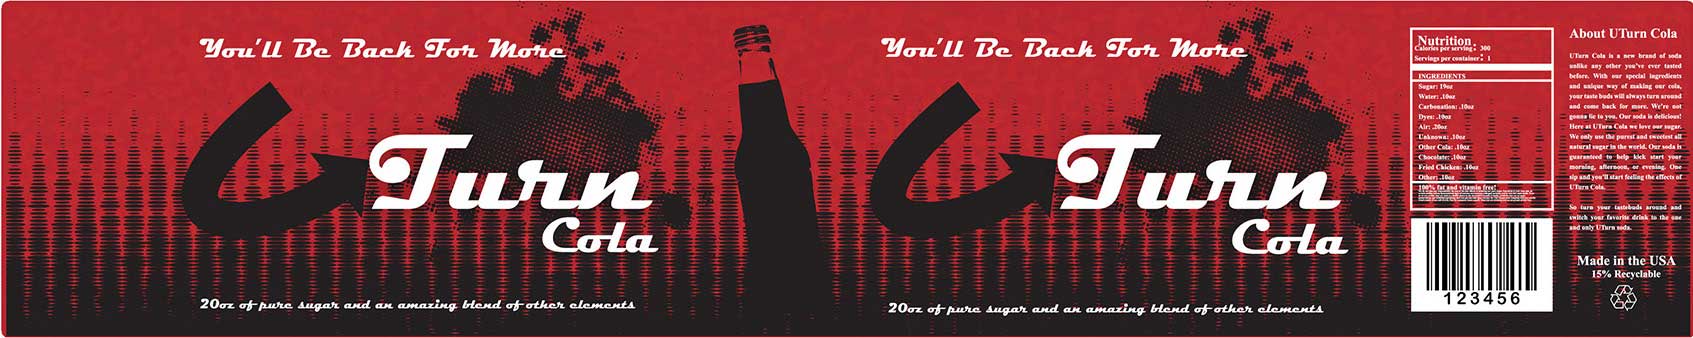 You'll Be Back For More
Turn
Cola
20oz of pure sugar and an amazing blend of other elements
You'll Be Back For More
Turn
Cola
20oz of pure sugar and an amazing blend of other elements
Nutrition
Calories per serving: 300
Servings per container: 1
INGREDIENTS
Sugar: 19oz
Water: .10oz
Carbonation: .10oz
Dyes: .10oz
Air: .20oz
Unknown: .10oz
Other Cola: .10oz
Chocolate: .10oz
Fried Chicken: .10oz
Other: .10oz
100% fat and vitamin free!
123456
About UTurn Cola
UTurn Cola is a new brand of soda
unlike any other you've ever tasted
before. With our special ingredients
and unique way of making our cola,
your taste buds will always turn around
and come back for more. We're not
gonna lie to you. Our soda is delicious!
Here at UTurn Cola we love our sugar.
We only use the purest and sweetest all
natural sugar in the world. Our soda is
guaranteed to help kick start your
morning, afternoon, or evening. One
sip and you'll start feeling the effects of
UTurn Cola.
So turn your tastebuds around and
switch your favorite drink to the one
and only UTurn soda.
Made in the USA
15% Recyclable